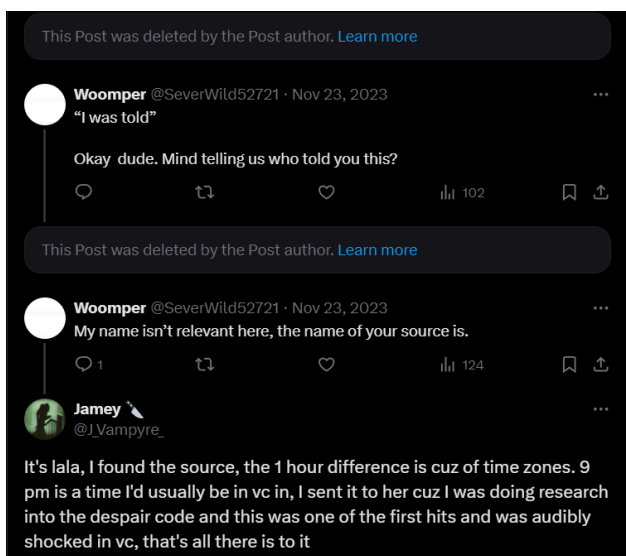 This Post was deleted by the Post author. Learn more
Woomper @SeverWild52721 · Nov 23, 2023
“I was told”
Okay dude. Mind telling us who told you this?
102
This Post was deleted by the Post author. Learn more
Woomper @SeverWild52721 · Nov 23, 2023
My name isn’t relevant here, the name of your source is.
1 124
Jamey
@J_Vampyre_
It's lala, I found the source, the 1 hour difference is cuz of time zones. 9
pm is a time I'd usually be in vc in, I sent it to her cuz I was doing research
into the despair code and this was one of the first hits and was audibly
shocked in vc, that's all there is to it